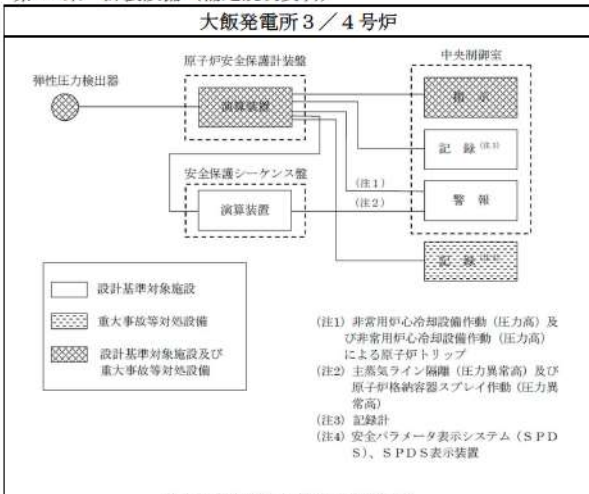 大飯発電所3/4号炉
中央制御室
原子炉安全保護計装盤
弾性圧力検出器
演算装置
指示
記録(注3)
安全保護シーケンス盤
(注1)
(注2)
演算装置
警報
記録
設計基準対象施設
重大事故等対処設備
設計基準対象施設及び
重大事故等対処設備
(注1) 非常用炉心冷却設備作動(圧力高)及
び非常用炉心冷却設備作動(圧力高)
による原子炉トリップ
(注2) 主蒸気ライン隔離(圧力異常高)及び
原子炉格納容器スプレイ作動(圧力異
常高)
(注3) 記録計
(注4) 安全パラメータ表示システム(SPD
S)、SPDS表示装置